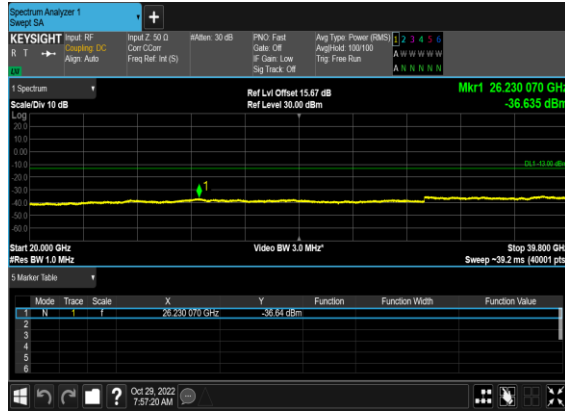 Spectrum Analyzer 1
Swept SA
+
KEYSIGHT Input: RF Input Z: 50 Ω #Atten: 30 dB PNO: Fast Avg Type: Power (RMS) 1 2 3 4 5 6
R T Coupling: DC Corr CCorr Gate: Off Avg|Hold: 100/100 A W W W W W
Align: Auto Freq Ref: Int (S) IF Gain: Low Trig: Free Run
Sig Track: Off A N N N N N
1 Spectrum
Ref Lvl Offset 15.67 dB Mkr1 26.230 070 GHz
Scale/Div 10 dB Ref Level 30.00 dBm -36.635 dBm
Log
20.0
10.0
0.00
-10.0
DL1 -13.00 dBm
-20.0
-30.0
1
-40.0
-50.0
-60.0
Start 20.000 GHz Video BW 3.0 MHz* Stop 39.800 GHz
#Res BW 1.0 MHz Sweep ~39.2 ms (40001 pts)
5 Marker Table
Mode Trace Scale X Y Function Function Width Function Value
1 N 1 f 26.230 070 GHz -36.64 dBm
2
3
4
5
6
? Oct 29, 2022
7:57:20 AM